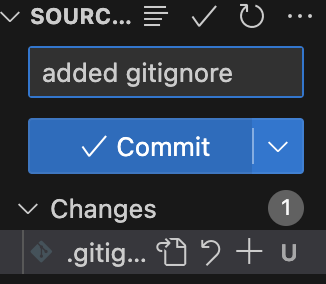 SOURC...
added gitignore
Commit
Changes 1
.gitig... U